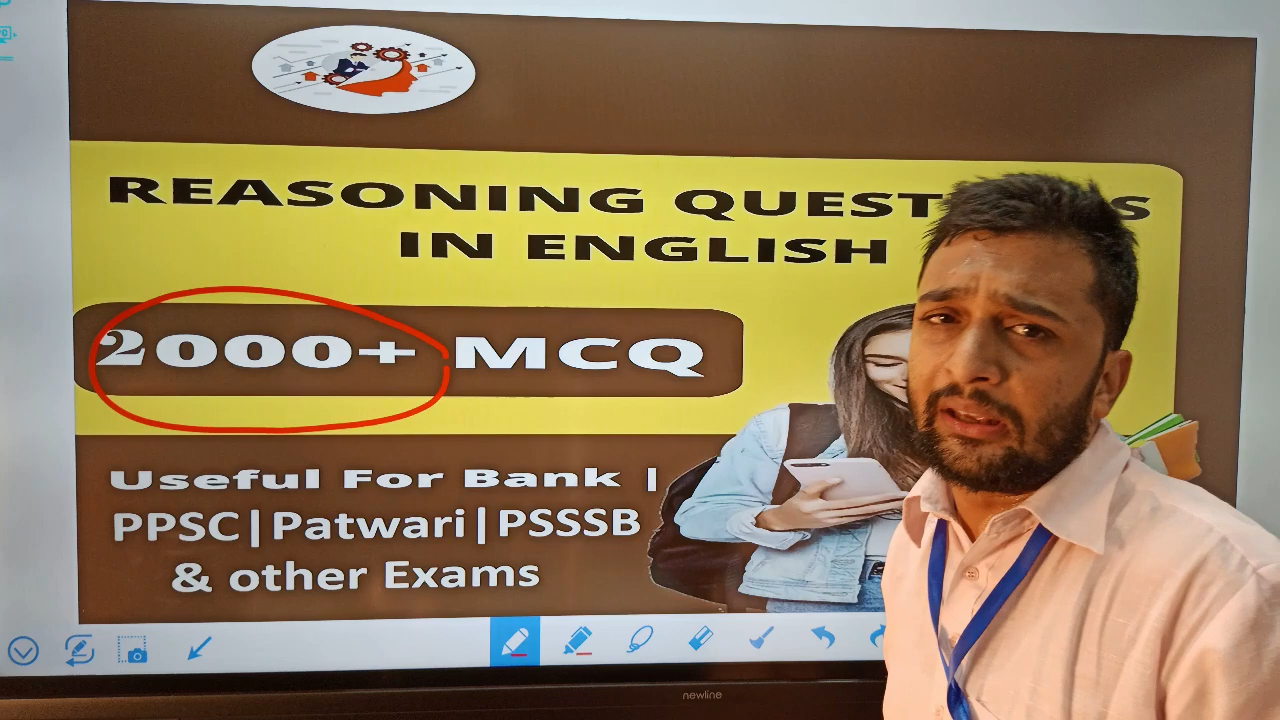 REASONING QUEST S
IN ENGLISH
2000+ MCQ
Useful For Bank |
PPSC|Patwari|PSSSB
& other Exams
newline